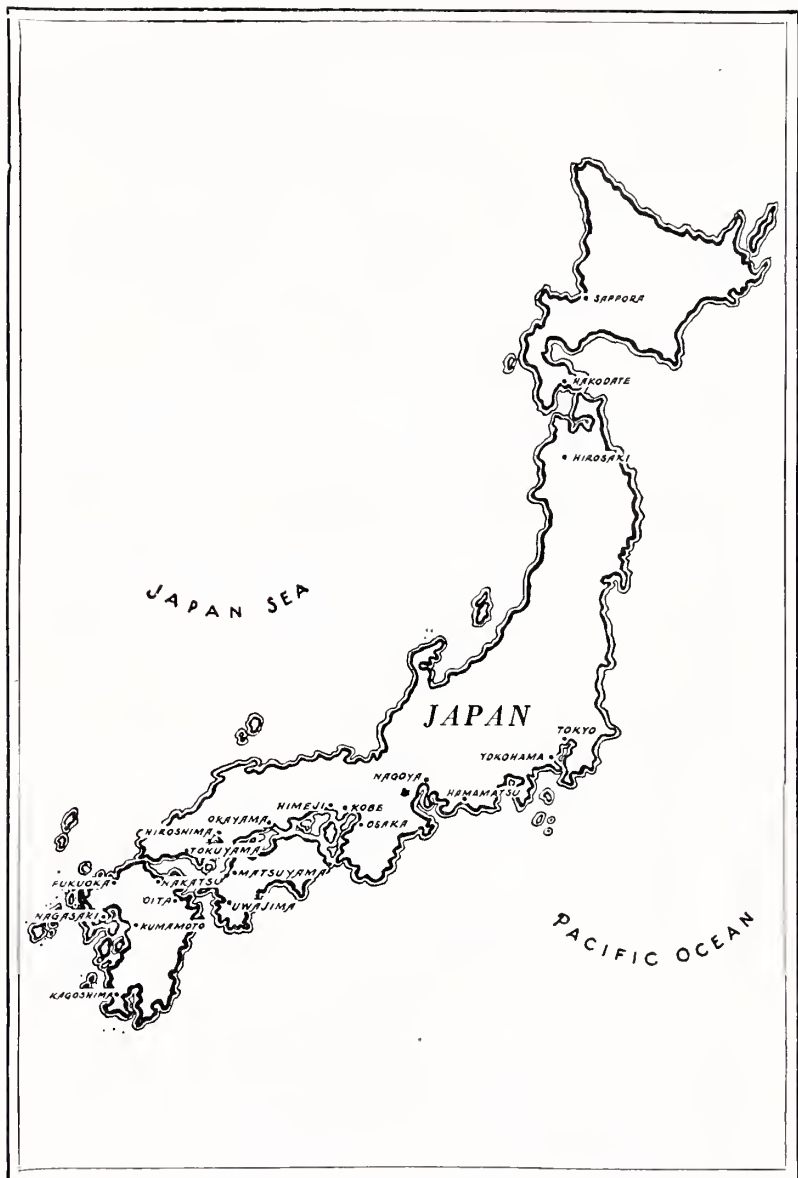 SAPPORA
HAKODATE
HIROSAKI
JAPAN SEA
JAPAN
TOKYO
YOKOHAMA
NAGOYA
HAMAMATSU
HIMEJI
KOBE
OKAYAMA
OSAKA
HIROSHIMA
TOKUYAMA
MATSUYAMA
FUKUOKA
NAKATSU
OITA
UWAJIMA
NAGASAKI
KUMAMOTO
PACIFIC OCEAN
KAGOSHIMA